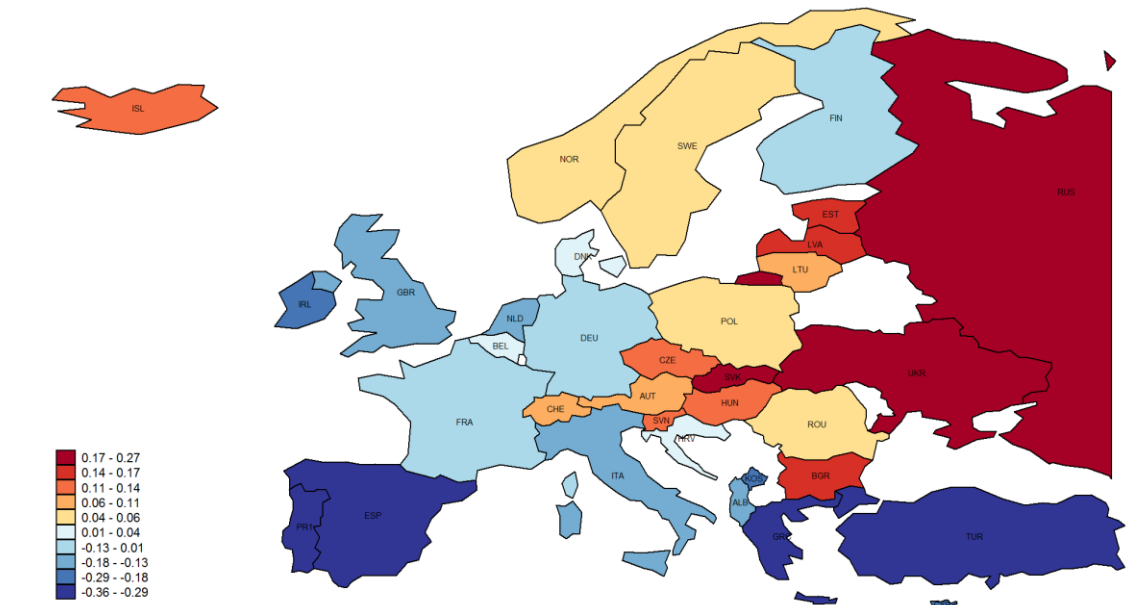 ISL
FIN
SWE
NOR
RUS
EST
LVA
DNK
LTU
GBR
IRL
NLD
POL
DEU
BEL
CZE
UKR
SVK
AUT
HUN
CHE
SVN
FRA
ROU
HRV
ITA
BGR
KOS
ALB
ESP
PRT
GR
TUR
0.17 - 0.27
0.14 - 0.17
0.11 - 0.14
0.06 - 0.11
0.04 - 0.06
0.01 - 0.04
-0.13 - 0.01
-0.18 - -0.13
-0.29 - -0.18
-0.36 - -0.29